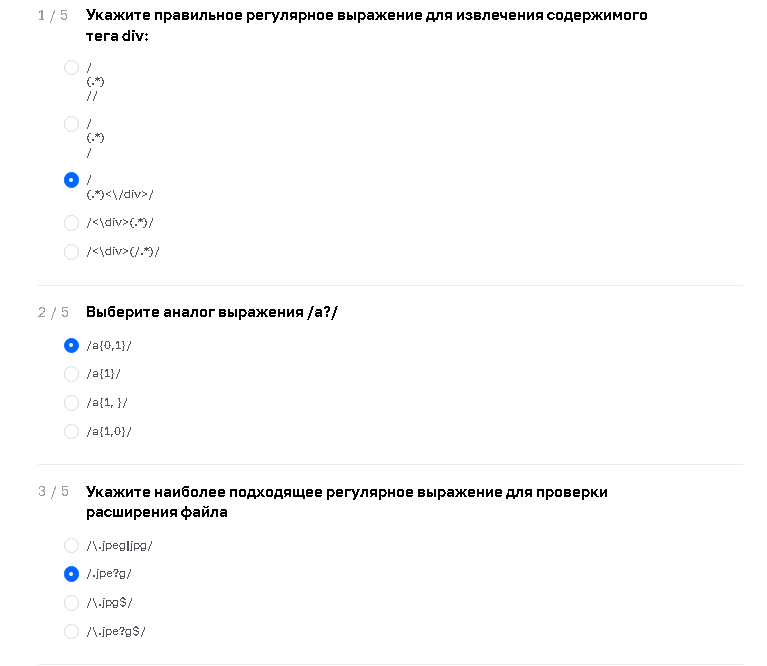 1 / 5 Укажите правильное регулярное выражение для извлечения содержимого
тега div:
/
(.*)
//
/
(.*)
/
/
(.*)<\/div>/
/<\div>(.*)/
/<\div>(/.*)/
2 / 5 Выберите аналог выражения /a?/
/a{0,1}/
/a{1}/
/a{1, }/
/a{1,0}/
3 / 5 Укажите наиболее подходящее регулярное выражение для проверки
расширения файла
/\.jpeg|jpg/
/.jpe?g/
/\.jpg$/
/\.jpe?g$/